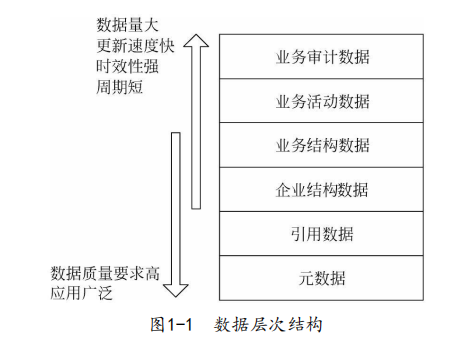 数据量大
更新速度快
时效性强
周期短
业务审计数据
业务活动数据
业务结构数据
企业结构数据
引用数据
元数据
数据质量要求高
应用广泛
图1-1 数据层次结构